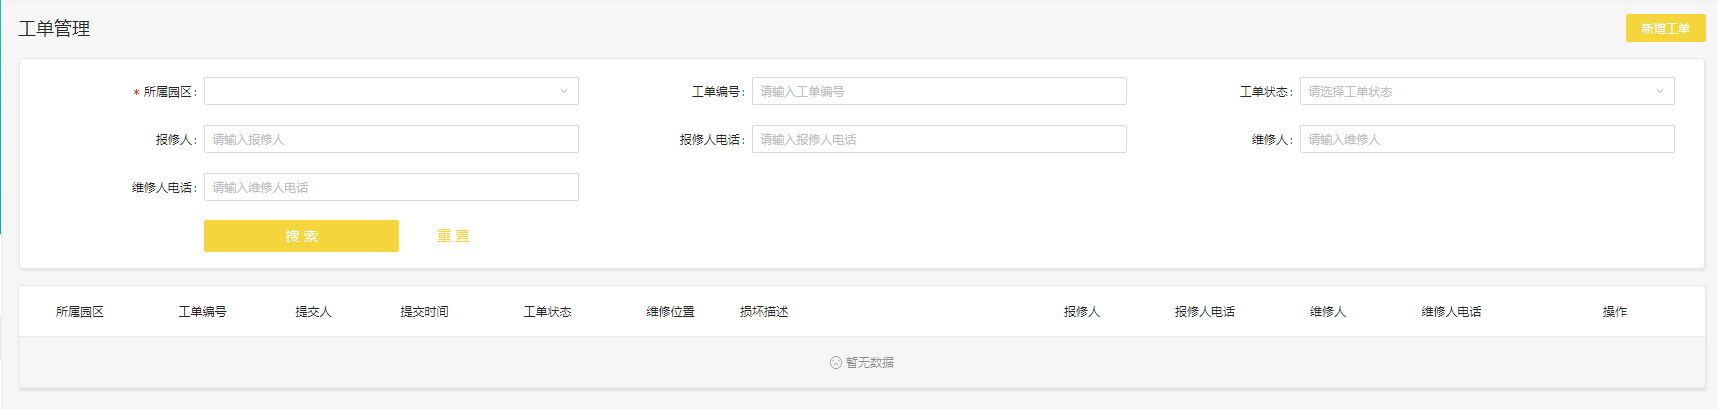 工单管理
新增工单
* 所属园区:
工单编号: 请输入工单编号
工单状态: 请选择工单状态
报修人: 请输入报修人
报修人电话: 请输入报修人电话
维修人: 请输入维修人
维修人电话: 请输入维修人电话
搜 索
重 置
所属园区 工单编号 提交人 提交时间 工单状态 维修位置 损坏描述 报修人 报修人电话 维修人 维修人电话 操作
暂无数据